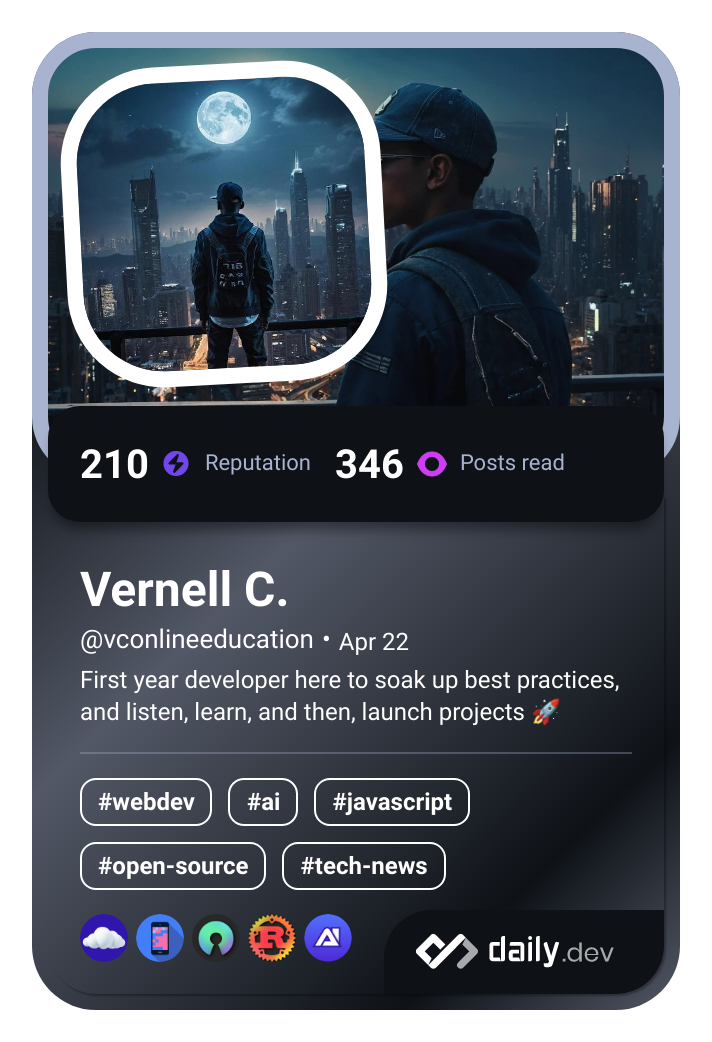 210 Reputation 346 Posts read
Vernell C.
@vconlineeducation • Apr 22
First year developer here to soak up best practices,
and listen, learn, and then, launch projects 🚀
#webdev #ai #javascript
#open-source #tech-news
R
daily.dev